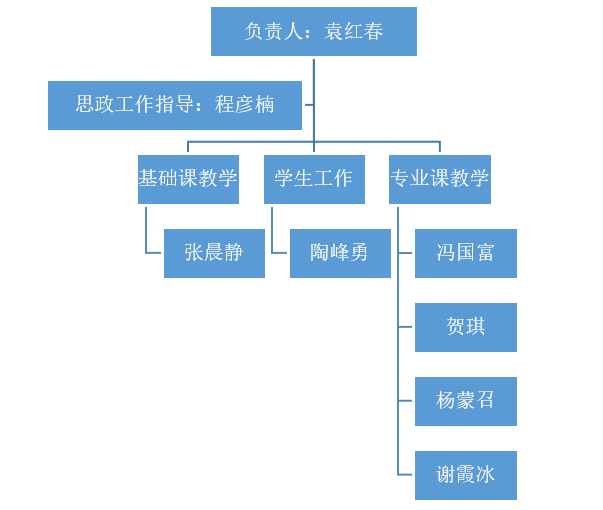 负责人：袁红春
思政工作指导：程彦楠
基础课教学
学生工作
专业课教学
张晨静
陶峰勇
冯国富
贺琪
杨蒙召
谢霞冰